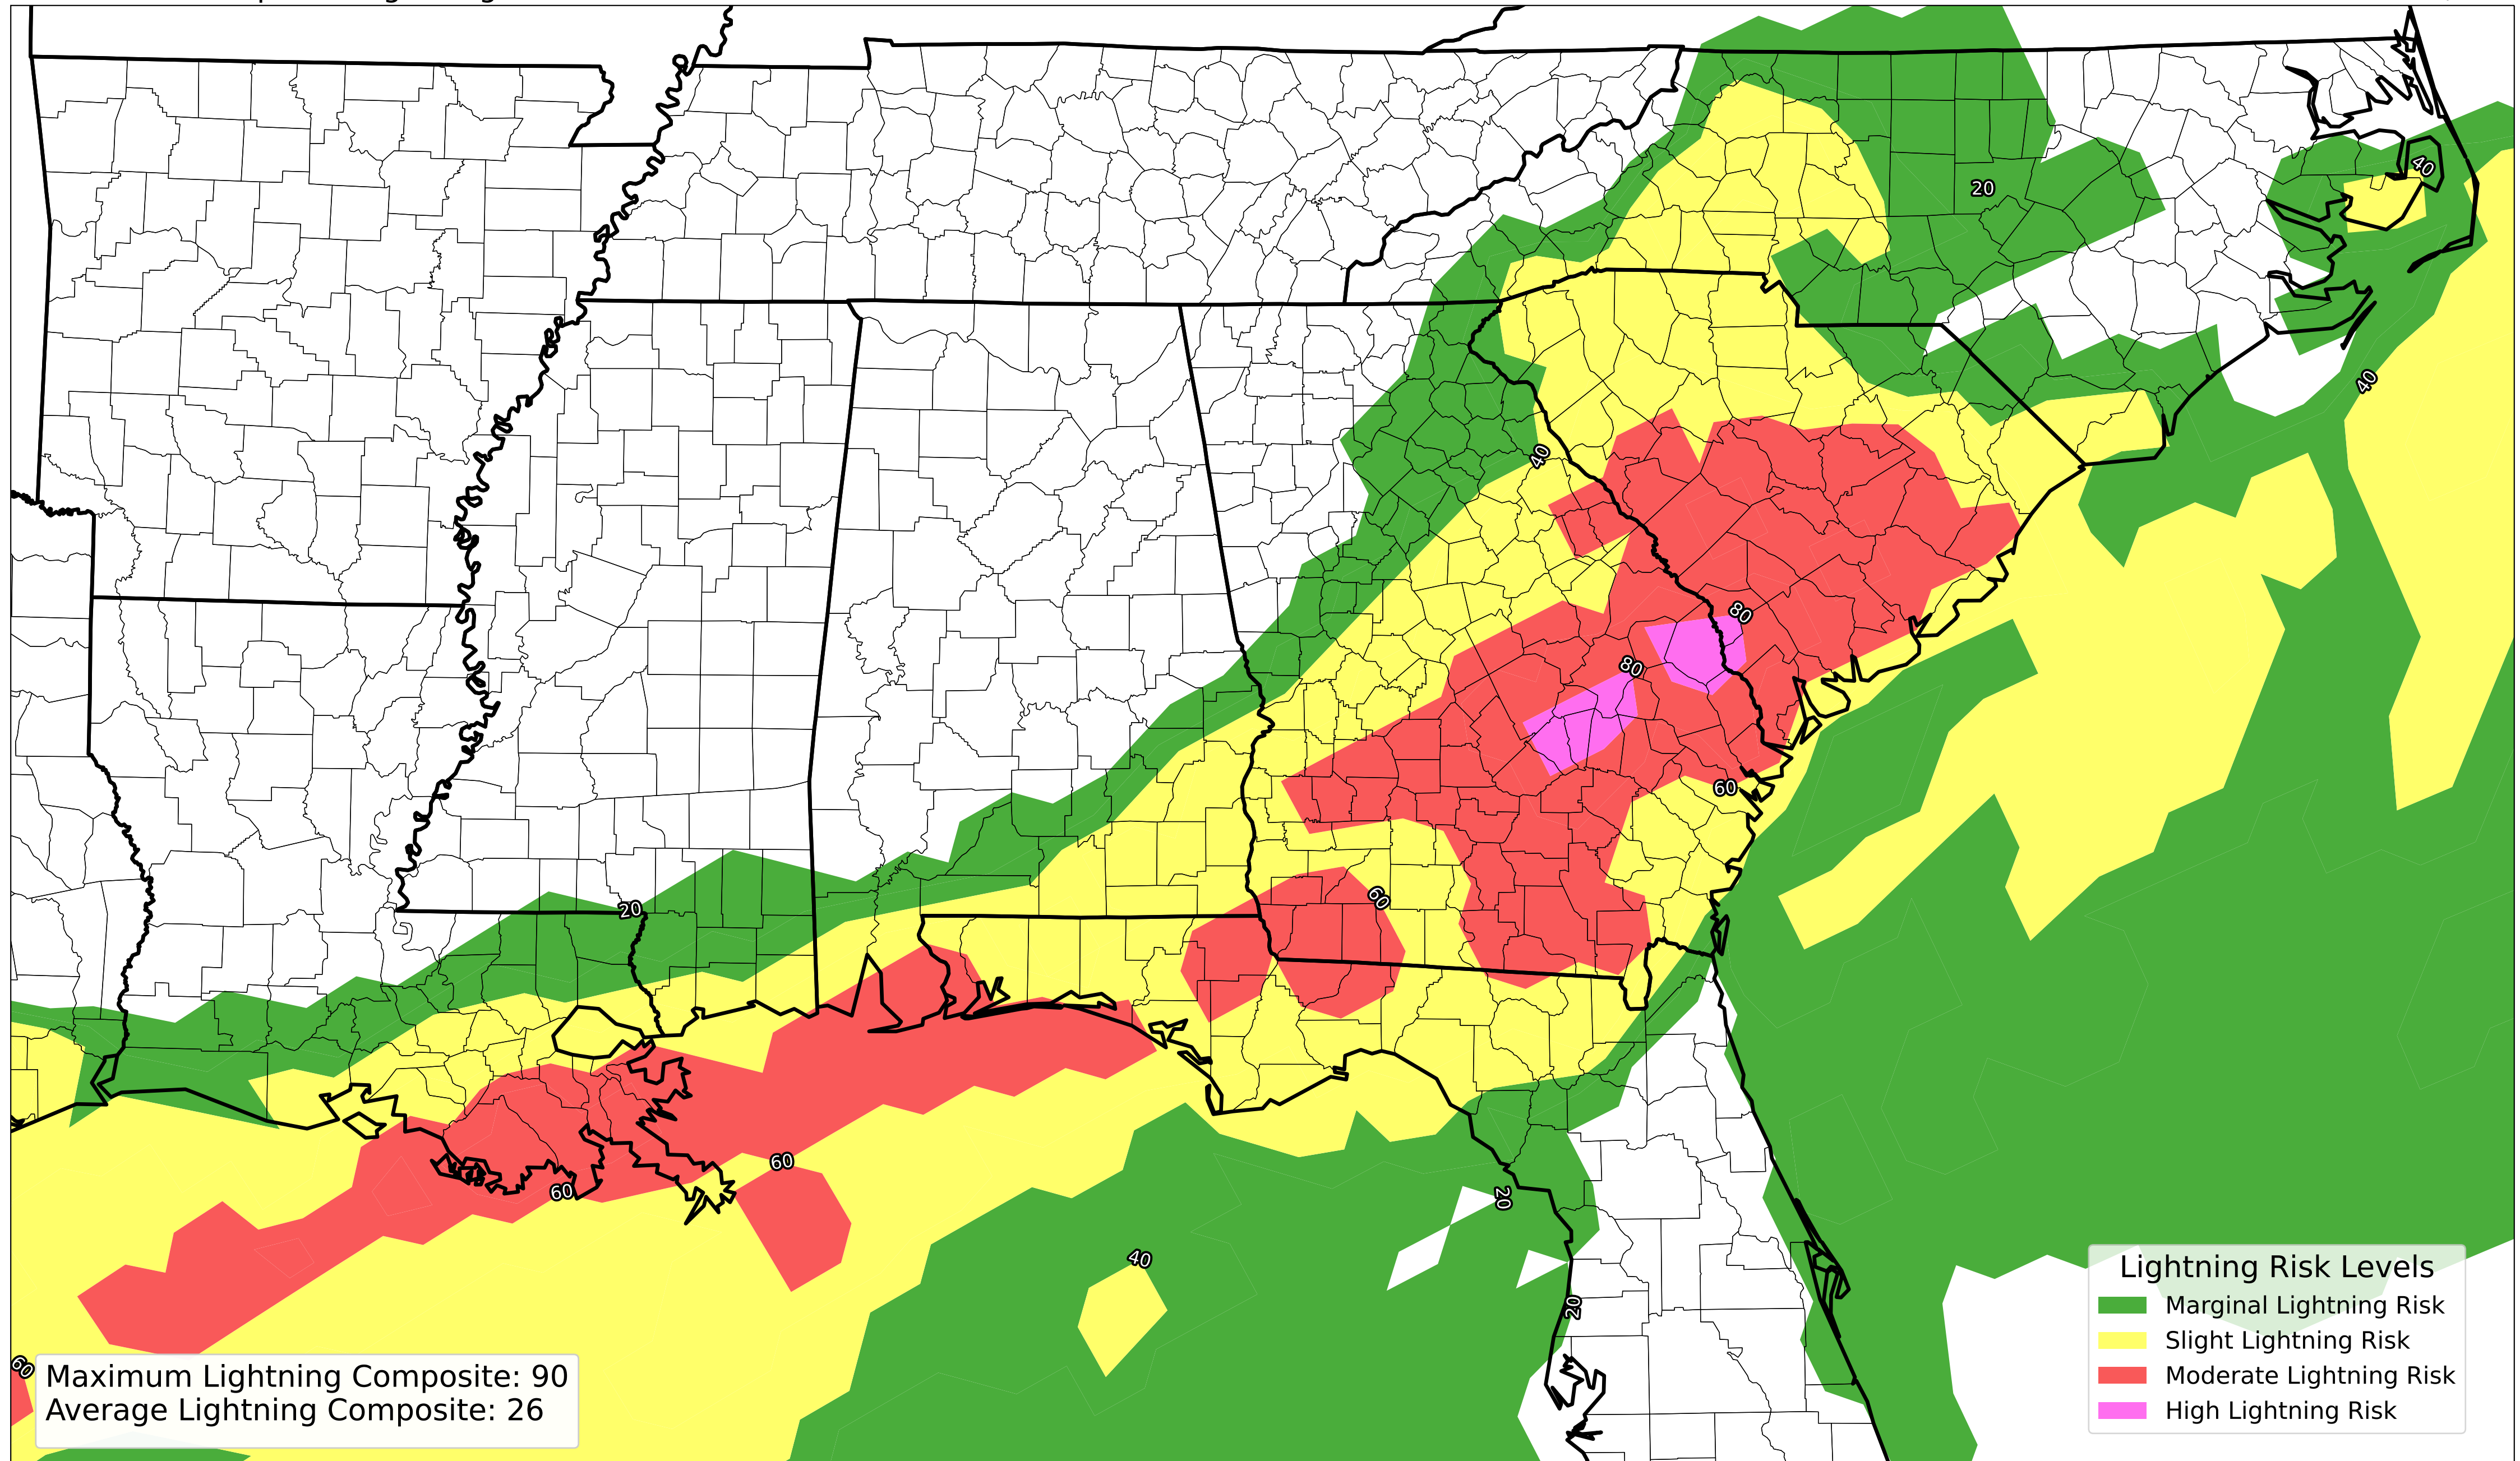 40
20
40
40
80
80
60
60
20
60
60
20
40
20
60
Lightning Risk Levels
Marginal Lightning Risk
Slight Lightning Risk
Moderate Lightning Risk
High Lightning Risk
Maximum Lightning Composite: 90
Average Lightning Composite: 26